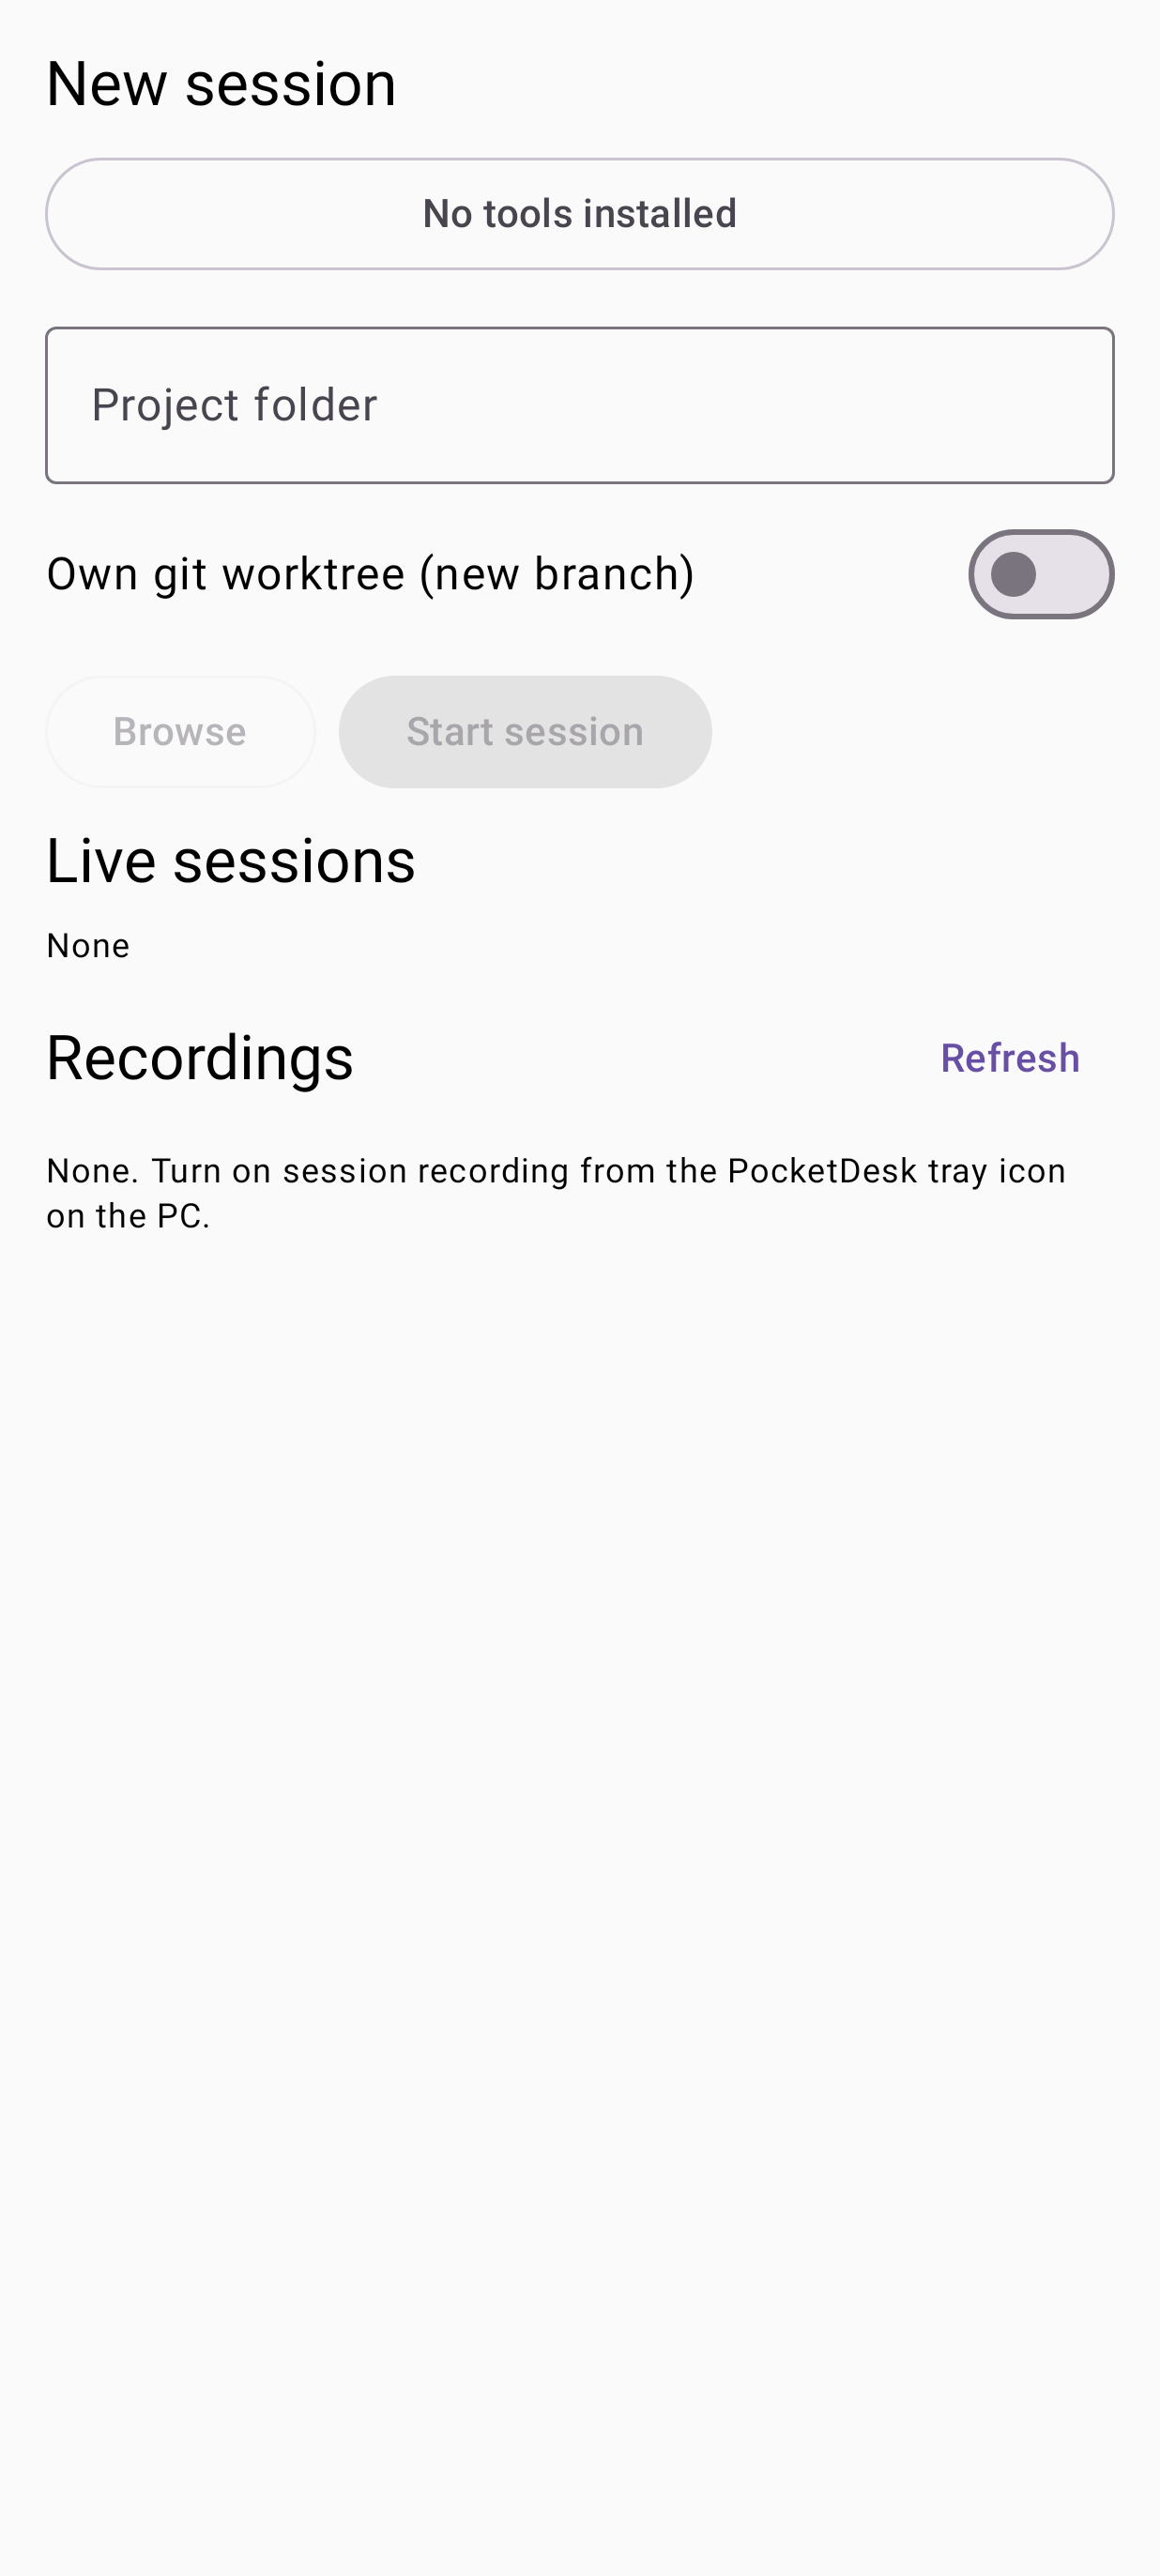 New session
No tools installed
Project folder
Own git worktree (new branch)
Browse
Start session
Live sessions
None
Recordings
Refresh
None. Turn on session recording from the PocketDesk tray icon
on the PC.